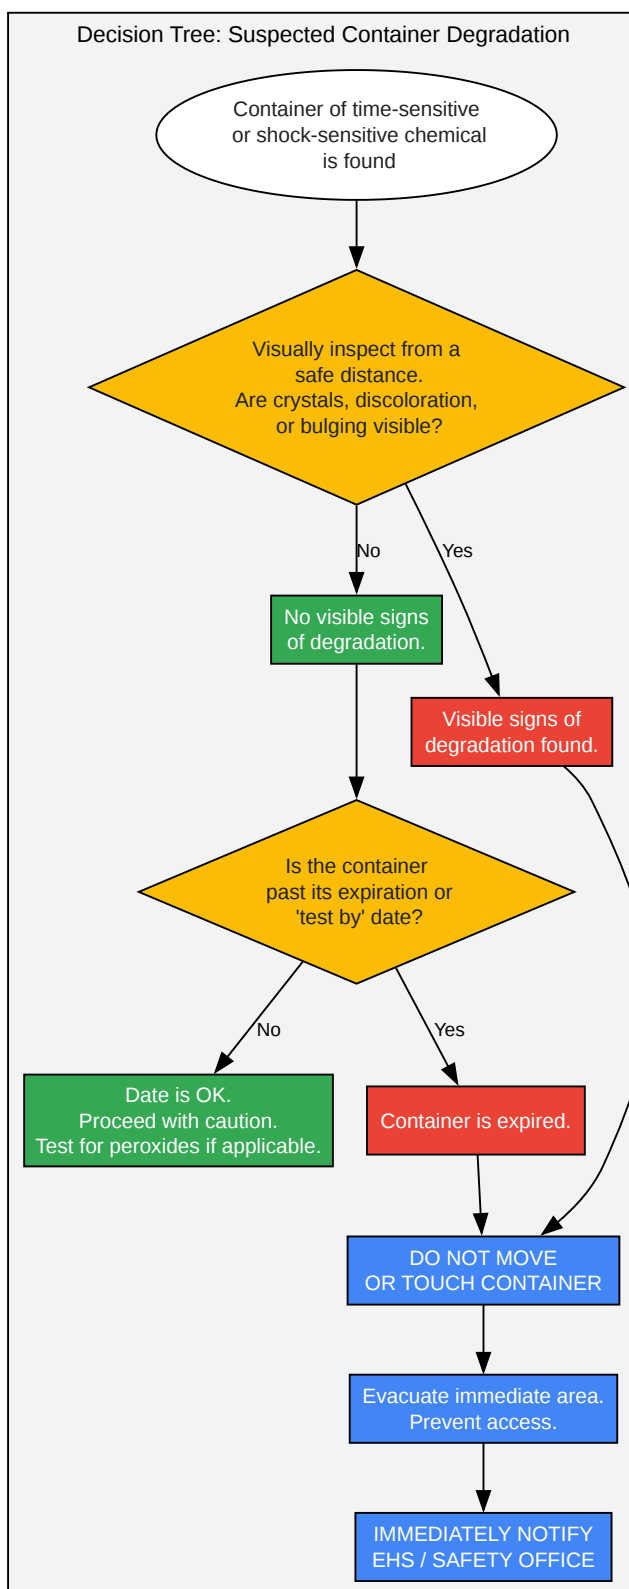 Decision Tree: Suspected Container Degradation
Container of time-sensitive
or shock-sensitive chemical
is found
Visually inspect from a
safe distance.
Are crystals, discoloration,
or bulging visible?
No
Yes
No visible signs
of degradation.
Visible signs of
degradation found.
Is the container
past its expiration or
'test by' date?
No
Yes
Date is OK.
Proceed with caution.
Test for peroxides if applicable.
Container is expired.
DO NOT MOVE
OR TOUCH CONTAINER
Evacuate immediate area.
Prevent access.
IMMEDIATELY NOTIFY
EHS / SAFETY OFFICE